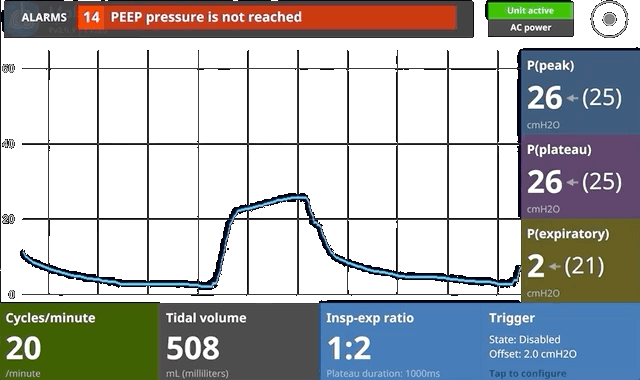 ALARMS 14 PEEP pressure is not reached
Unit active
AC power
P(peak)
26 ← (25)
cmH2O
P(plateau)
26 ← (25)
cmH2O
P(expiratory)
2 ← (21)
cmH2O
60
40
20
0
Cycles/minute
20
/minute
Tidal volume
508
mL (milliliters)
Insp-exp ratio
1:2
Plateau duration: 1000ms
Trigger
State: Disabled
Offset: 2.0 cmH2O
Tap to configure